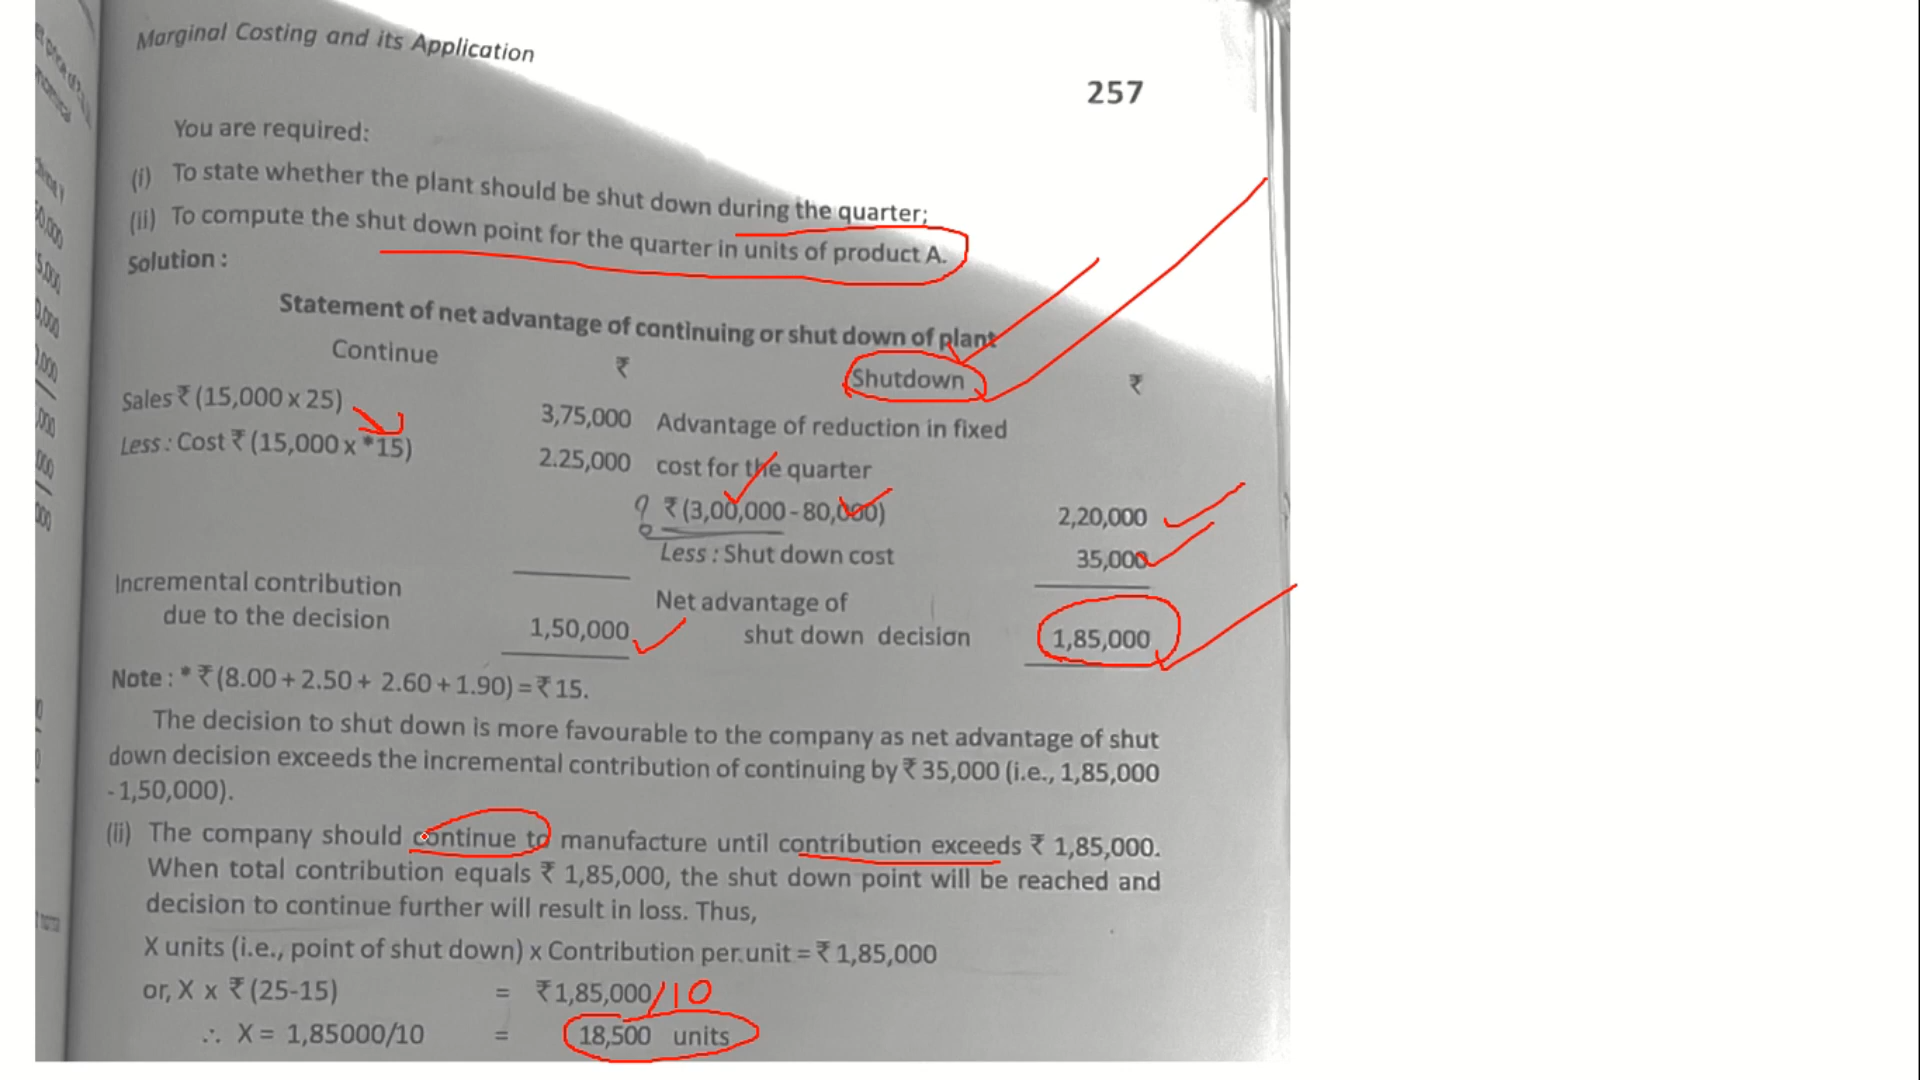 Marginal Costing and its Application
257
You are required:
(i) To state whether the plant should be shut down during the quarter;
(ii) To compute the shut down point for the quarter in units of product A.
Solution :
Statement of net advantage of continuing or shut down of plant
Continue ₹ Shutdown ₹
Sales ₹ (15,000 x 25) 3,75,000 Advantage of reduction in fixed
Less : Cost ₹ (15,000 x *15) 2.25,000 cost for the quarter
₹ (3,00,000 - 80,000) 2,20,000
Less : Shut down cost 35,000
Incremental contribution Net advantage of
due to the decision 1,50,000 shut down decision 1,85,000
Note : * ₹ (8.00 + 2.50 + 2.60 + 1.90) = ₹ 15.
The decision to shut down is more favourable to the company as net advantage of shut
down decision exceeds the incremental contribution of continuing by ₹ 35,000 (i.e., 1,85,000
- 1,50,000).
(ii) The company should continue to manufacture until contribution exceeds ₹ 1,85,000.
When total contribution equals ₹ 1,85,000, the shut down point will be reached and
decision to continue further will result in loss. Thus,
X units (i.e., point of shut down) x Contribution per unit = ₹ 1,85,000
or, X x ₹ (25-15) = ₹ 1,85,000/10
∴ X = 1,85000/10 = 18,500 units